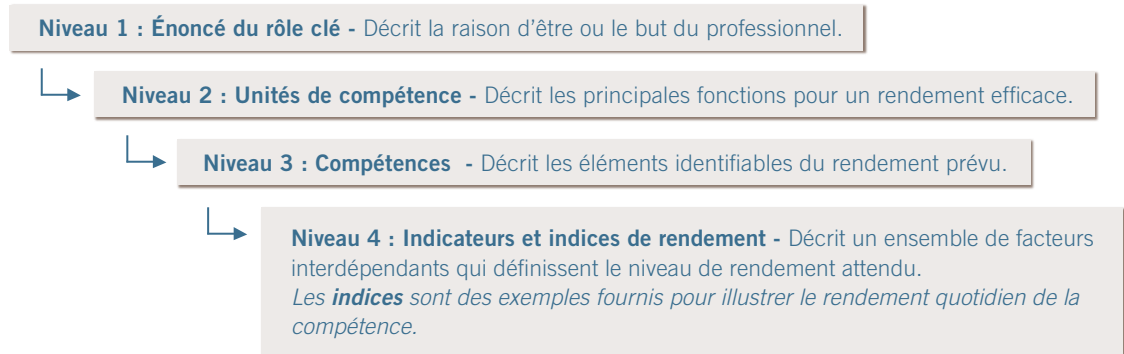 Niveau 1 : Énoncé du rôle clé - Décrit la raison d’être ou le but du professionnel.
Niveau 2 : Unités de compétence - Décrit les principales fonctions pour un rendement efficace.
Niveau 3 : Compétences - Décrit les éléments identifiables du rendement prévu.
Niveau 4 : Indicateurs et indices de rendement - Décrit un ensemble de facteurs
interdépendants qui définissent le niveau de rendement attendu.
Les indices sont des exemples fournis pour illustrer le rendement quotidien de la
compétence.